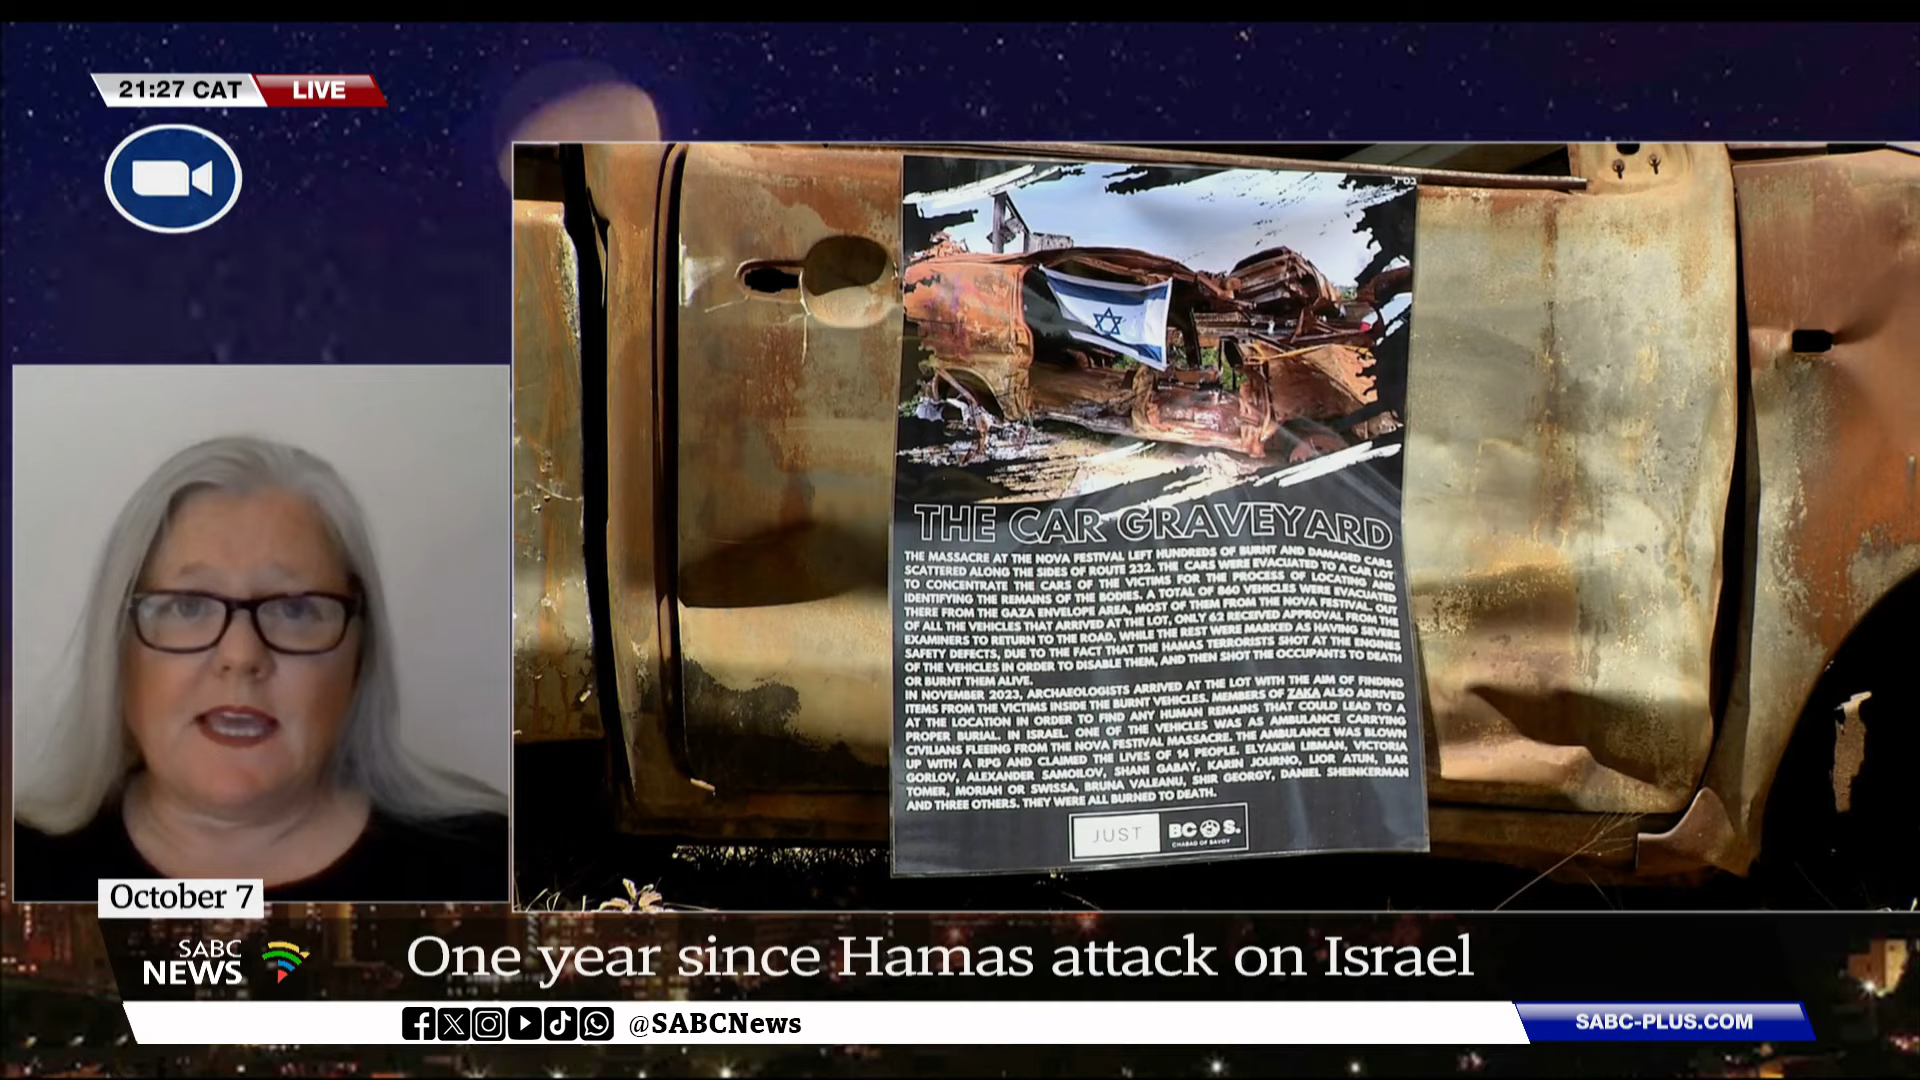 21:27 CAT
LIVE
THE CAR GRAVEYARD
THE MASSACRE AT THE NOVA FESTIVAL LEFT HUNDREDS OF BURNT AND DAMAGED CARS
SCATTERED ALONG THE SIDES OF ROUTE 232. THE CARS WERE EVACUATED TO A CAR LOT
TO CONCENTRATE THE CARS OF THE VICTIMS FOR THE PROCESS OF LOCATING AND
IDENTIFYING THE REMAINS OF THE BODIES. A TOTAL OF 860 VEHICLES WERE EVACUATED
THERE FROM THE GAZA ENVELOPE AREA, MOST OF THEM FROM THE NOVA FESTIVAL. OUT
OF ALL THE VEHICLES THAT ARRIVED AT THE LOT, ONLY 62 RECEIVED APPROVAL FROM THE
EXAMINERS TO RETURN TO THE ROAD, WHILE THE REST WERE MARKED AS HAVING SEVERE
SAFETY DEFECTS, DUE TO THE FACT THAT THE HAMAS TERRORISTS SHOT AT THE ENGINES
OF THE VEHICLES IN ORDER TO DISABLE THEM, AND THEN SHOT THE OCCUPANTS TO DEATH
OR BURNT THEM ALIVE.
IN NOVEMBER 2023, ARCHAEOLOGISTS ARRIVED AT THE LOT WITH THE AIM OF FINDING
ITEMS FROM THE VICTIMS INSIDE THE BURNT VEHICLES. MEMBERS OF ZAKA ALSO ARRIVED
AT THE LOCATION IN ORDER TO FIND ANY HUMAN REMAINS THAT COULD LEAD TO A
PROPER BURIAL. IN ISRAEL. ONE OF THE VEHICLES WAS AS AMBULANCE CARRYING
CIVILIANS FLEEING FROM THE NOVA FESTIVAL MASSACRE. THE AMBULANCE WAS BLOWN
UP WITH A RPG AND CLAIMED THE LIVES OF 14 PEOPLE. ELYAKIM LIBMAN, VICTORIA
GORLOV, ALEXANDER SAMOILOV, SHANI GABAY, KARIN JOURNO, LIOR ATUN, BAR
TOMER, MORIAH OR SWISSA, BRUNA VALEANU, SHIR GEORGY, DANIEL SHEINKERMAN
AND THREE OTHERS. THEY WERE ALL BURNED TO DEATH.
JUST
BC S.
CHABAD OF SAVOY
October 7
SABC
NEWS
One year since Hamas attack on Israel
@SABCNews
SABC-PLUS.COM